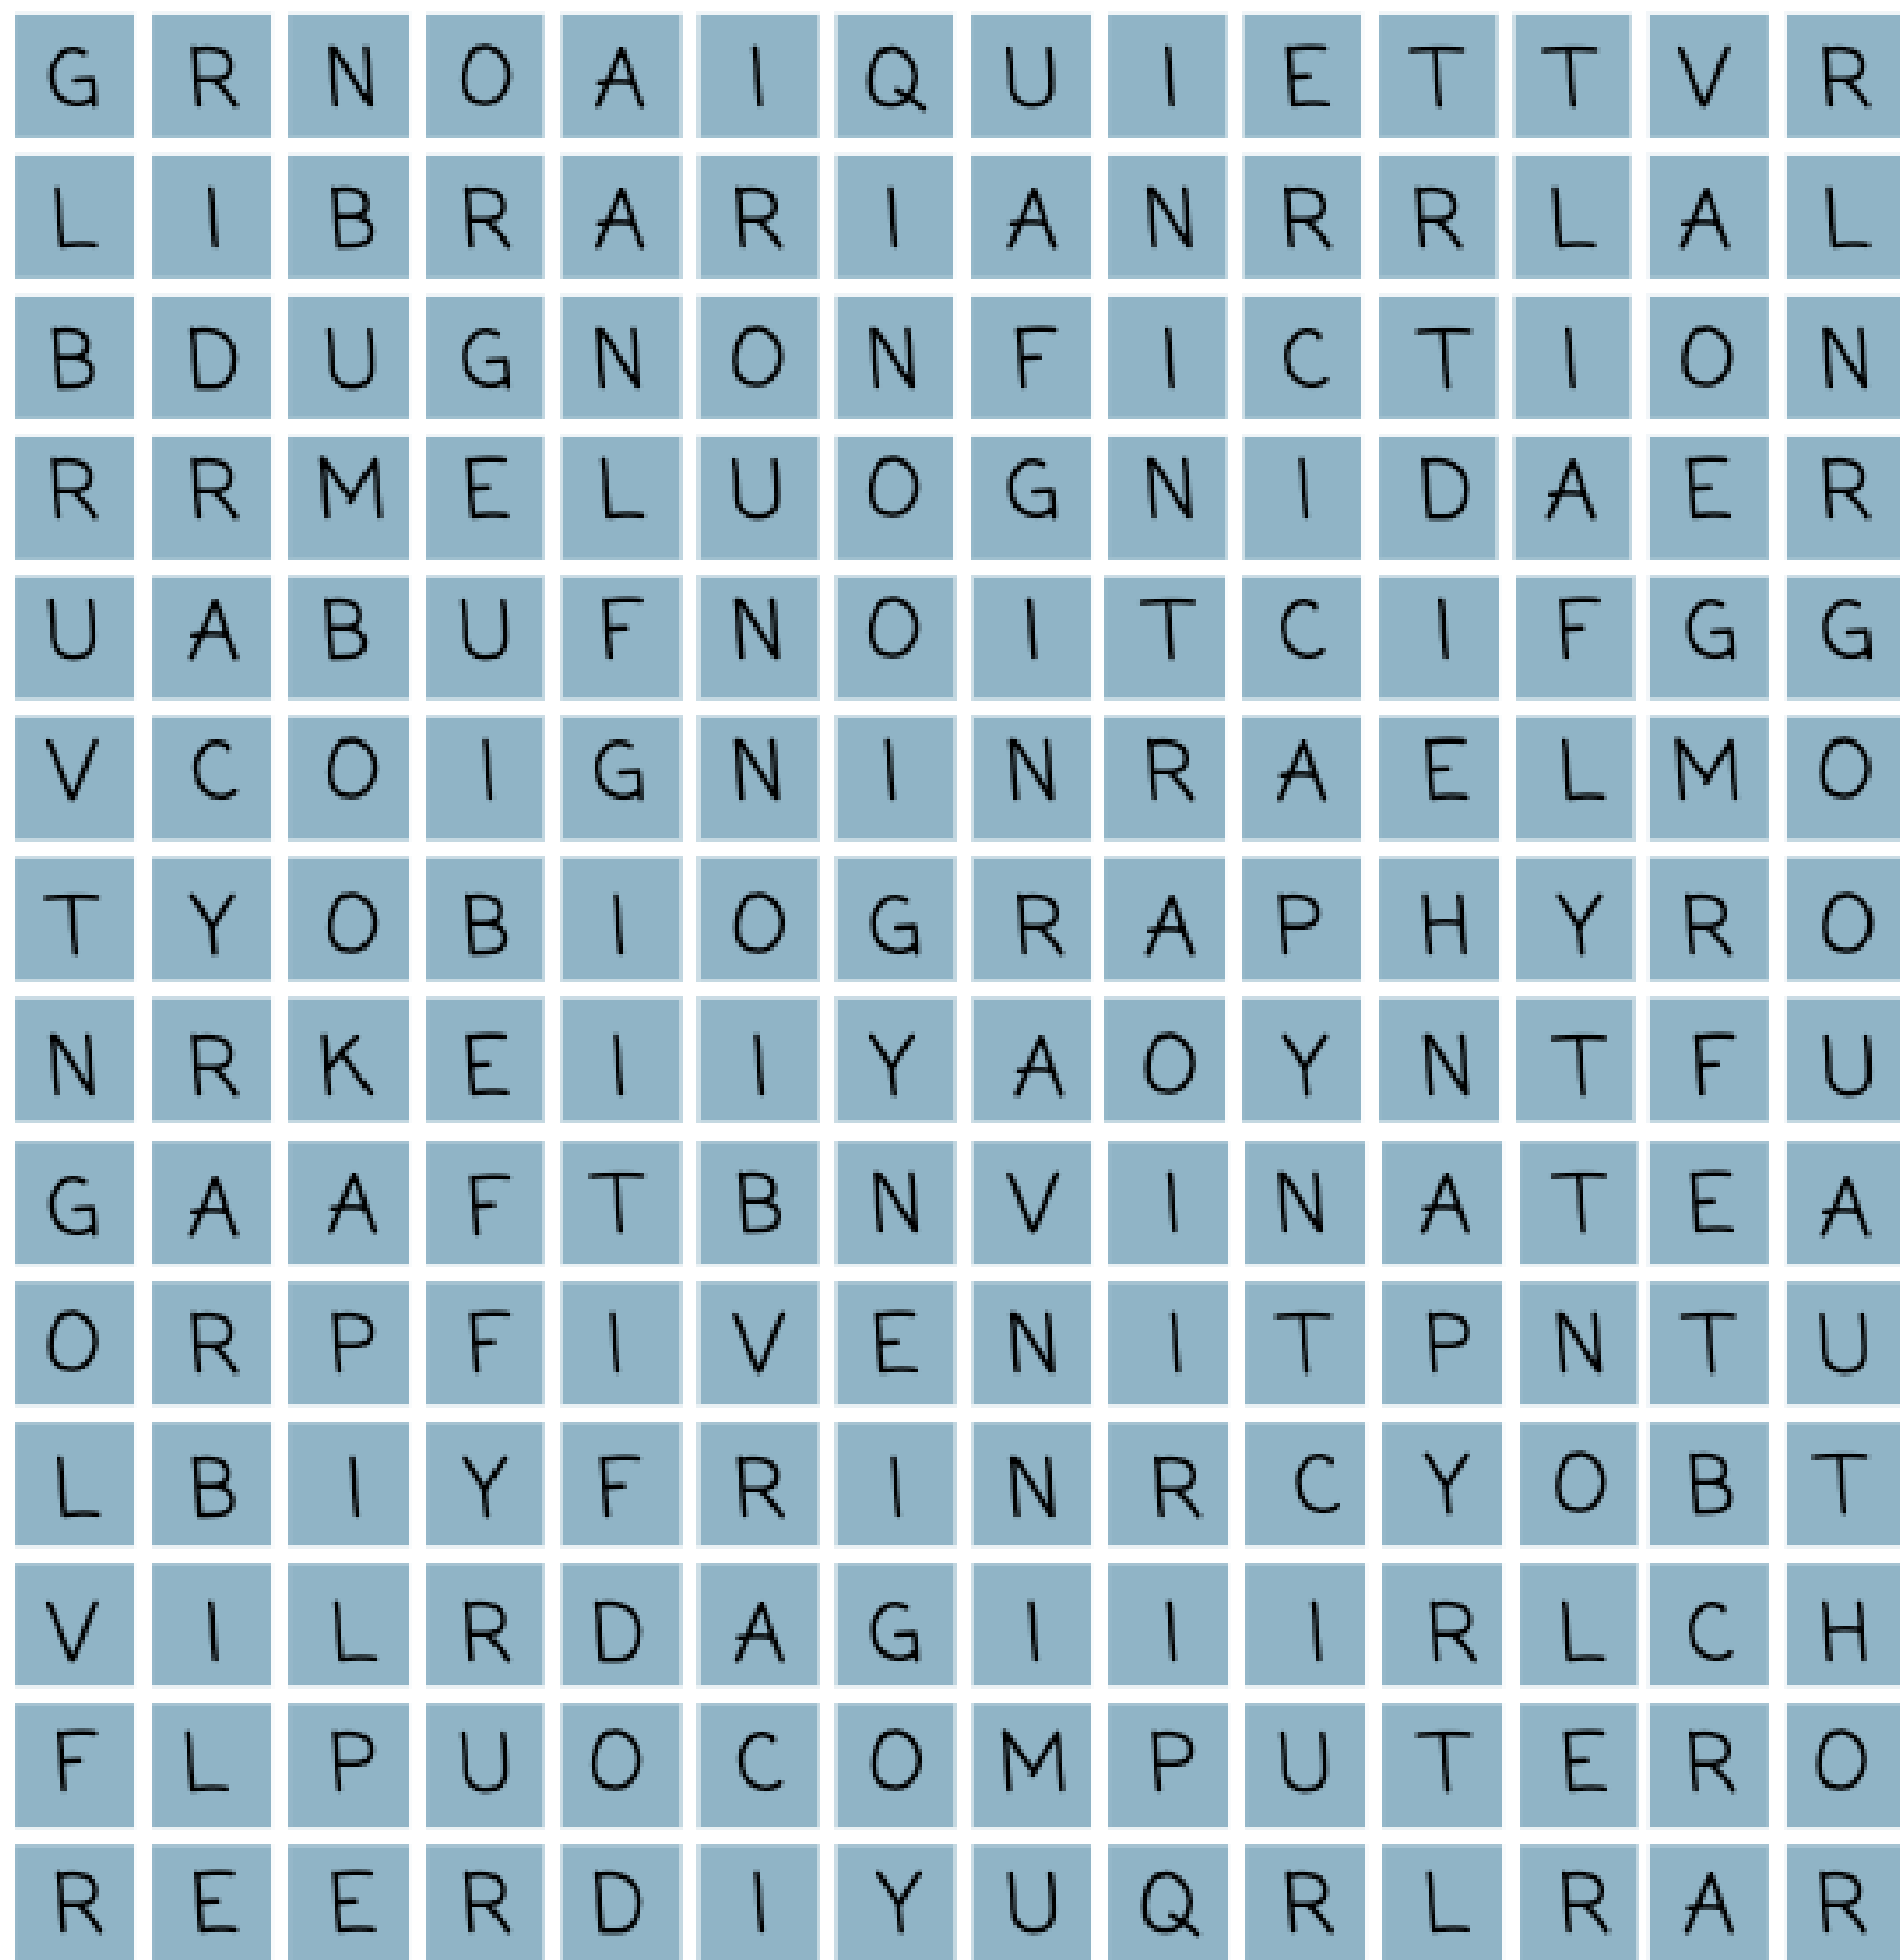 G R N O A I Q U I E T T V R
L I B R A R I A N R R L A L
B D U G N O N F I C T I O N
R R M E L U O G N I D A E R
U A B U F N O I T C I F G G
V C O I G N I N R A E L M O
T Y O B I O G R A P H Y R O
N R K E I I Y A O Y N T F U
G A A F T B N V I N A T E A
O R P F I V E N I T P N T U
L B I Y F R I N R C Y O B T
V I L R D A G I I I R L C H
F L P U O C O M P U T E R O
R E E R D I Y U Q R L R A R